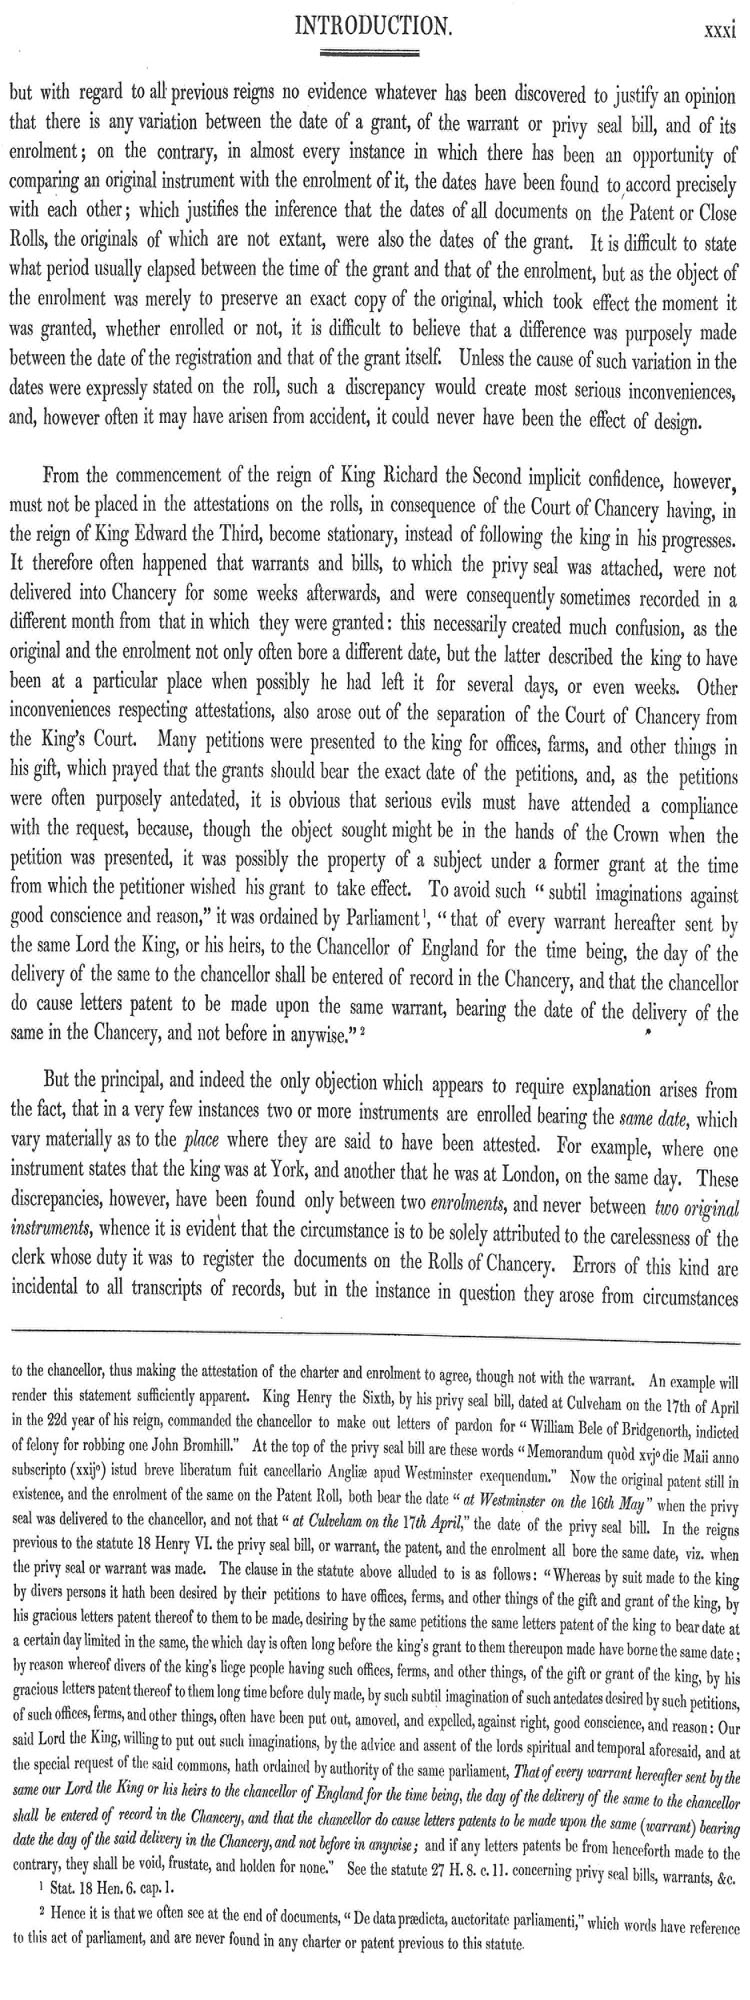 INTRODUCTION. xxxi
but with regard to all previous reigns no evidence whatever has been discovered to justify an opinion
that there is any variation between the date of a grant, of the warrant or privy seal bill, and of its
enrolment; on the contrary, in almost every instance in which there has been an opportunity of
comparing an original instrument with the enrolment of it, the dates have been found to accord precisely
with each other; which justifies the inference that the dates of all documents on the Patent or Close
Rolls, the originals of which are not extant, were also the dates of the grant. It is difficult to state
what period usually elapsed between the time of the grant and that of the enrolment, but as the object of
the enrolment was merely to preserve an exact copy of the original, which took effect the moment it
was granted, whether enrolled or not, it is difficult to believe that a difference was purposely made
between the date of the registration and that of the grant itself. Unless the cause of such variation in the
dates were expressly stated on the roll, such a discrepancy would create most serious inconveniences,
and, however often it may have arisen from accident, it could never have been the effect of design.
From the commencement of the reign of King Richard the Second implicit confidence, however,
must not be placed in the attestations on the rolls, in consequence of the Court of Chancery having, in
the reign of King Edward the Third, become stationary, instead of following the king in his progresses.
It therefore often happened that warrants and bills, to which the privy seal was attached, were not
delivered into Chancery for some weeks afterwards, and were consequently sometimes recorded in a
different month from that in which they were granted: this necessarily created much confusion, as the
original and the enrolment not only often bore a different date, but the latter described the king to have
been at a particular place when possibly he had left it for several days, or even weeks. Other
inconveniences respecting attestations, also arose out of the separation of the Court of Chancery from
the King's Court. Many petitions were presented to the king for offices, farms, and other things in
his gift, which prayed that the grants should bear the exact date of the petitions, and, as the petitions
were often purposely antedated, it is obvious that serious evils must have attended a compliance
with the request, because, though the object sought might be in the hands of the Crown when the
petition was presented, it was possibly the property of a subject under a former grant at the time
from which the petitioner wished his grant to take effect. To avoid such "subtil imaginations against
good conscience and reason," it was ordained by Parliament¹, "that of every warrant hereafter sent by
the same Lord the King, or his heirs, to the Chancellor of England for the time being, the day of the
delivery of the same to the chancellor shall be entered of record in the Chancery, and that the chancellor
do cause letters patent to be made upon the same warrant, bearing the date of the delivery of the
same in the Chancery, and not before in anywise."²
But the principal, and indeed the only objection which appears to require explanation arises from
the fact, that in a very few instances two or more instruments are enrolled bearing the same date, which
vary materially as to the place where they are said to have been attested. For example, where one
instrument states that the king was at York, and another that he was at London, on the same day. These
discrepancies, however, have been found only between two enrolments, and never between two original
instruments, whence it is evident that the circumstance is to be solely attributed to the carelessness of the
clerk whose duty it was to register the documents on the Rolls of Chancery. Errors of this kind are
incidental to all transcripts of records, but in the instance in question they arose from circumstances
to the chancellor, thus making the attestation of the charter and enrolment to agree, though not with the warrant. An example will
render this statement sufficiently apparent. King Henry the Sixth, by his privy seal bill, dated at Culveham on the 17th of April
in the 22d year of his reign, commanded the chancellor to make out letters of pardon for "William Bele of Bridgenorth, indicted
of felony for robbing one John Bromhill." At the top of the privy seal bill are these words "Memorandum quòd xvjº die Maii anno
subscripto (xxijº) istud breve liberatum fuit cancellario Angliæ apud Westminster exequendum." Now the original patent still in
existence, and the enrolment of the same on the Patent Roll, both bear the date "at Westminster on the 16th May" when the privy
seal was delivered to the chancellor, and not that "at Culveham on the 17th April," the date of the privy seal bill. In the reigns
previous to the statute 18 Henry VI. the privy seal bill, or warrant, the patent, and the enrolment all bore the same date, viz. when
the privy seal or warrant was made. The clause in the statute above alluded to is as follows: "Whereas by suit made to the king
by divers persons it hath been desired by their petitions to have offices, ferms, and other things of the gift and grant of the king, by
his gracious letters patent thereof to them to be made, desiring by the same petitions the same letters patent of the king to bear date at
a certain day limited in the same, the which day is often long before the king's grant to them thereupon made have borne the same date;
by reason whereof divers of the king's liege people having such offices, ferms, and other things, of the gift or grant of the king, by his
gracious letters patent thereof to them long time before duly made, by such subtil imagination of such antedates desired by such petitions,
of such offices, ferms, and other things, often have been put out, amoved, and expelled, against right, good conscience, and reason: Our
said Lord the King, willing to put out such imaginations, by the advice and assent of the lords spiritual and temporal aforesaid, and at
the special request of the said commons, hath ordained by authority of the same parliament, That of every warrant hereafter sent by the
same our Lord the King or his heirs to the chancellor of England for the time being, the day of the delivery of the same to the chancellor
shall be entered of record in the Chancery, and that the chancellor do cause letters patents to be made upon the same (warrant) bearing
date the day of the said delivery in the Chancery, and not before in anywise; and if any letters patents be from henceforth made to the
contrary, they shall be void, frustate, and holden for none." See the statute 27 H. 8. c. 11. concerning privy seal bills, warrants, &c.
¹ Stat. 18 Hen. 6. cap. 1.
² Hence it is that we often see at the end of documents, "De data prædicta, auctoritate parliamenti," which words have reference
to this act of parliament, and are never found in any charter or patent previous to this statute.